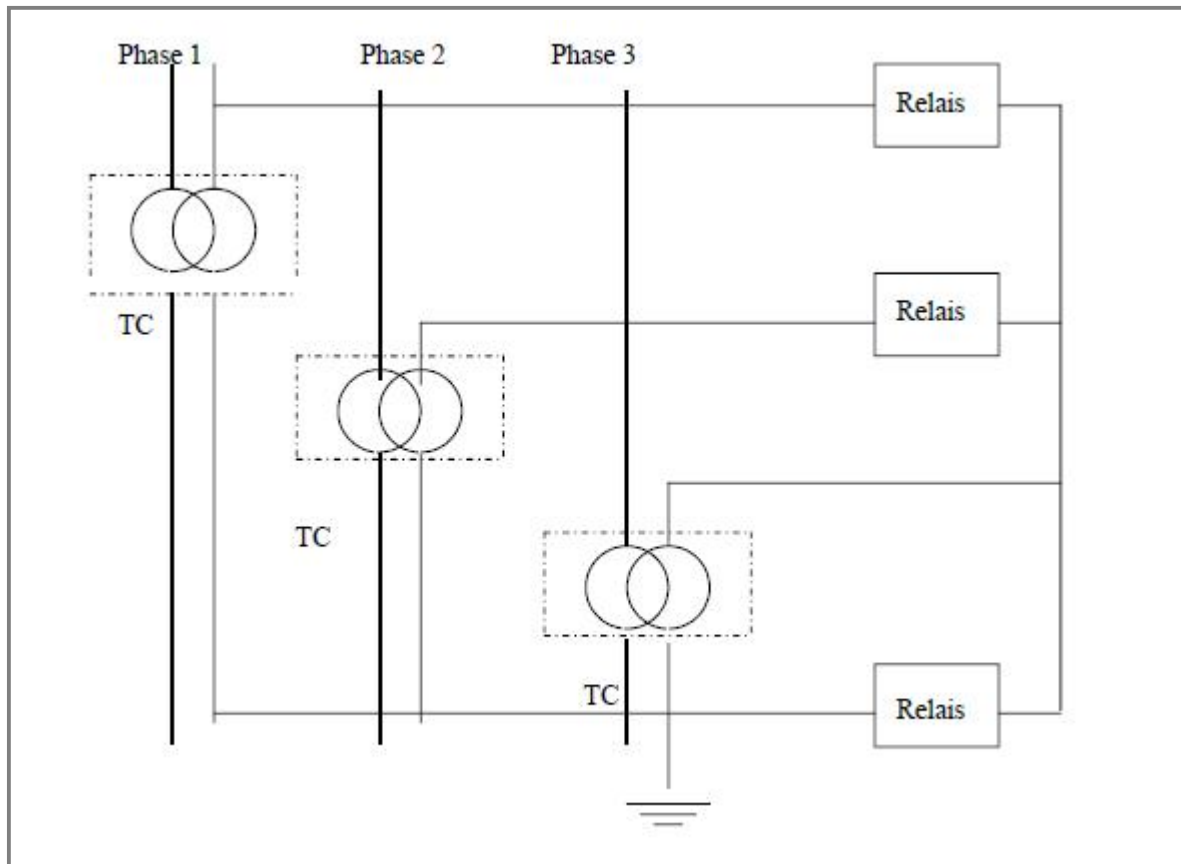 Phase 1
Phase 2
Phase 3
Relais
Relais
TC
TC
TC
Relais